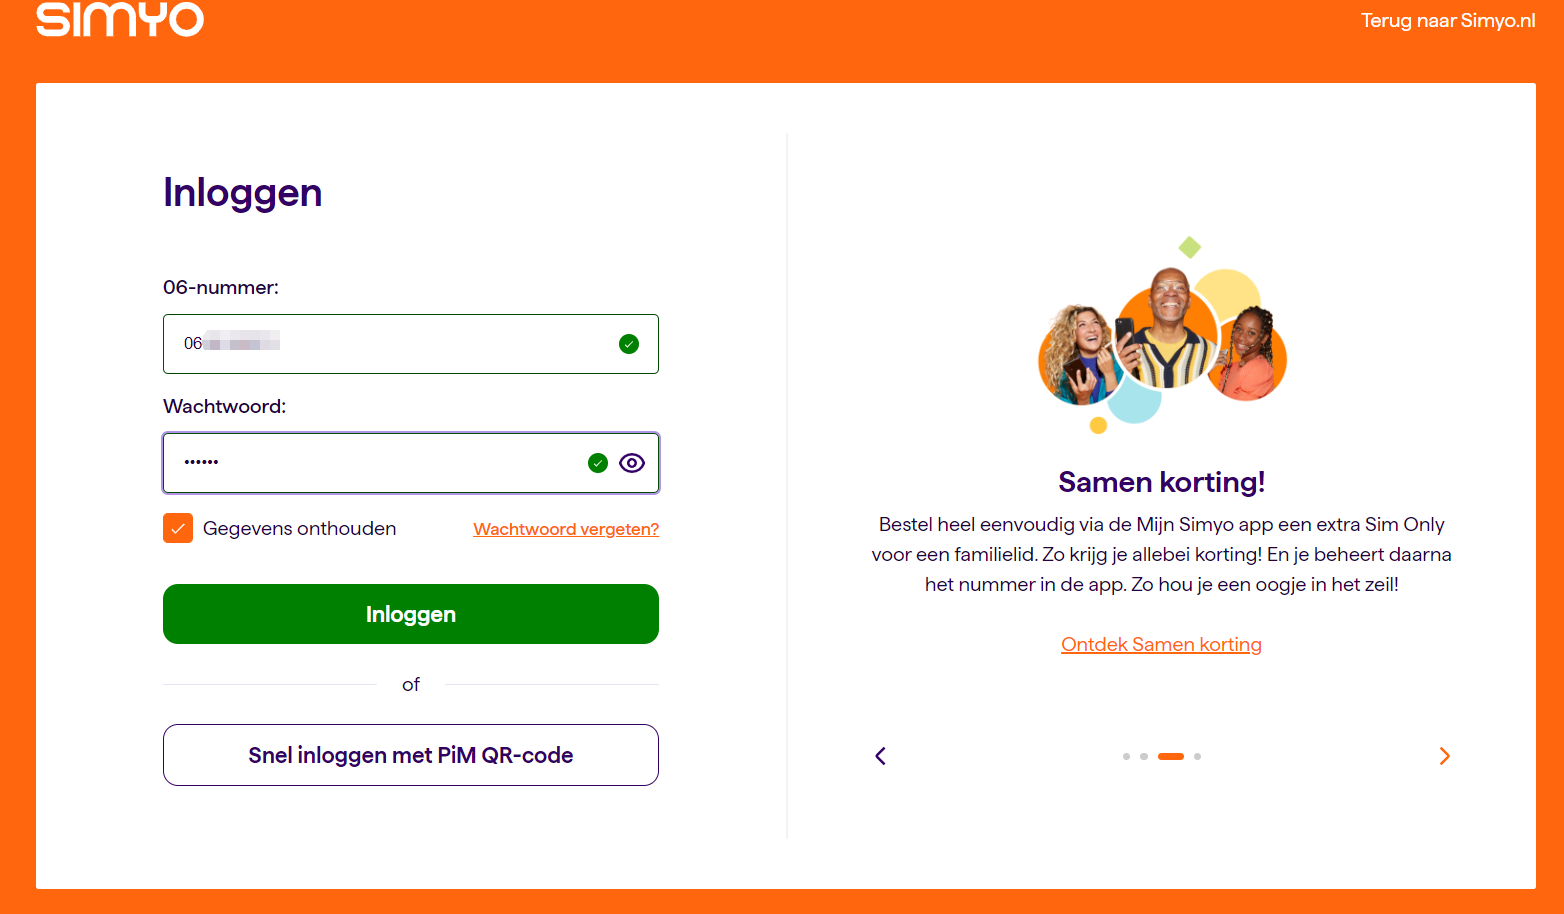 SIMYO
Terug naar Simyo.nl
Inloggen
06-nummer:
06
Wachtwoord:
••••••
Gegevens onthouden
Wachtwoord vergeten?
Inloggen
of
Snel inloggen met PiM QR-code
Samen korting!
Bestel heel eenvoudig via de Mijn Simyo app een extra Sim Only
voor een familielid. Zo krijg je allebei korting! En je beheert daarna
het nummer in de app. Zo hou je een oogje in het zeil!
Ontdek Samen korting